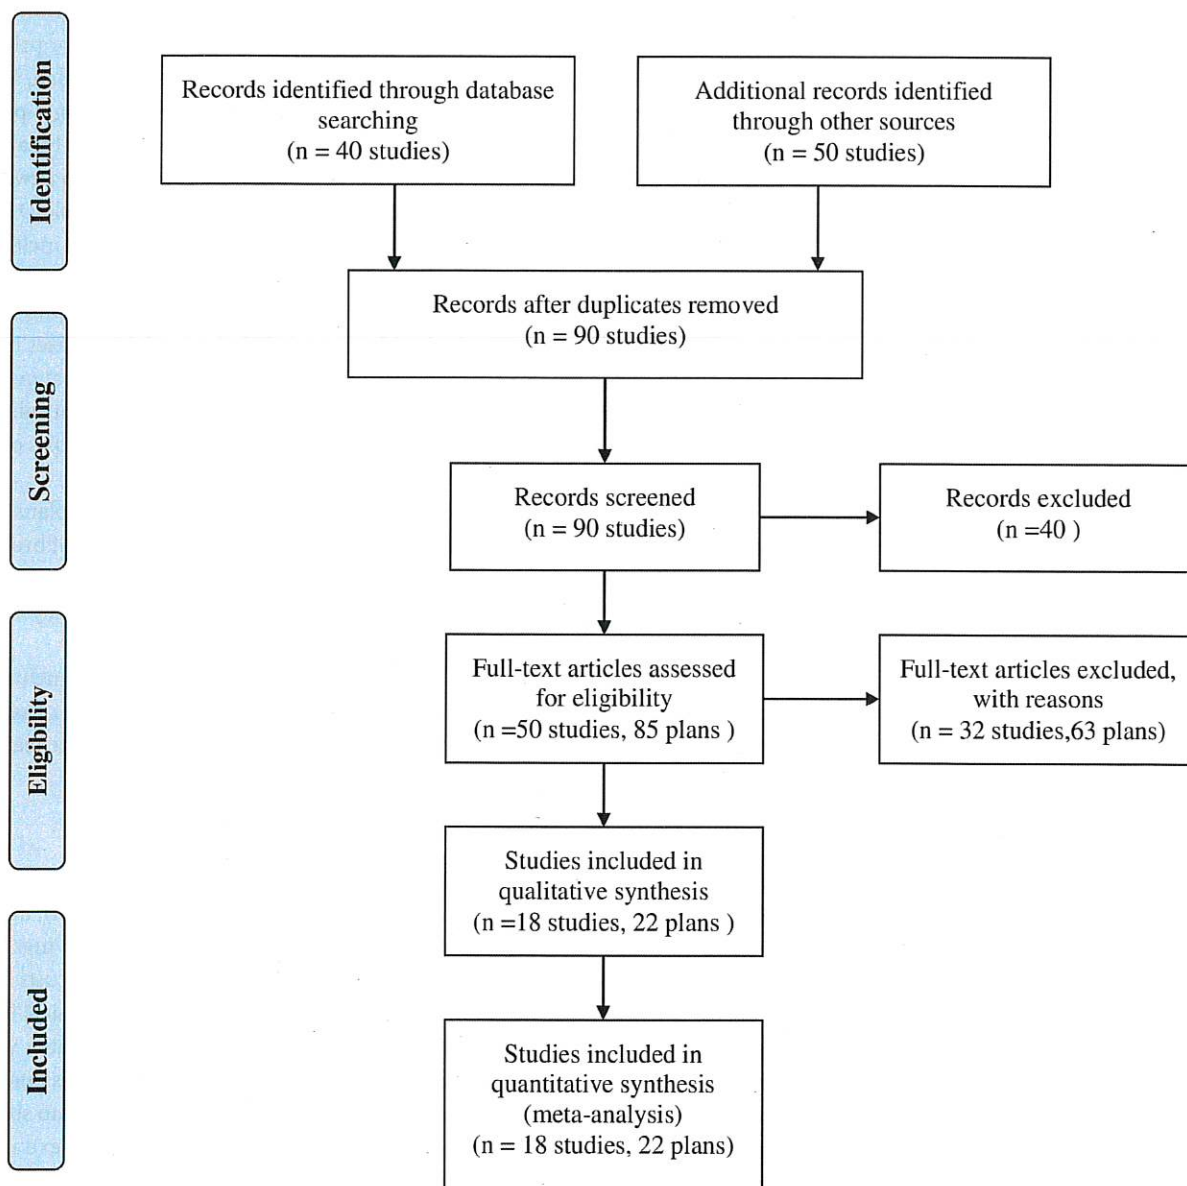 Identification
Records identified through database
searching
(n = 40 studies)
Additional records identified
through other sources
(n = 50 studies)
Records after duplicates removed
(n = 90 studies)
Screening
Records screened
(n = 90 studies)
Records excluded
(n =40 )
Eligibility
Full-text articles assessed
for eligibility
(n =50 studies, 85 plans )
Full-text articles excluded,
with reasons
(n = 32 studies,63 plans)
Studies included in
qualitative synthesis
(n =18 studies, 22 plans )
Included
Studies included in
quantitative synthesis
(meta-analysis)
(n = 18 studies, 22 plans)